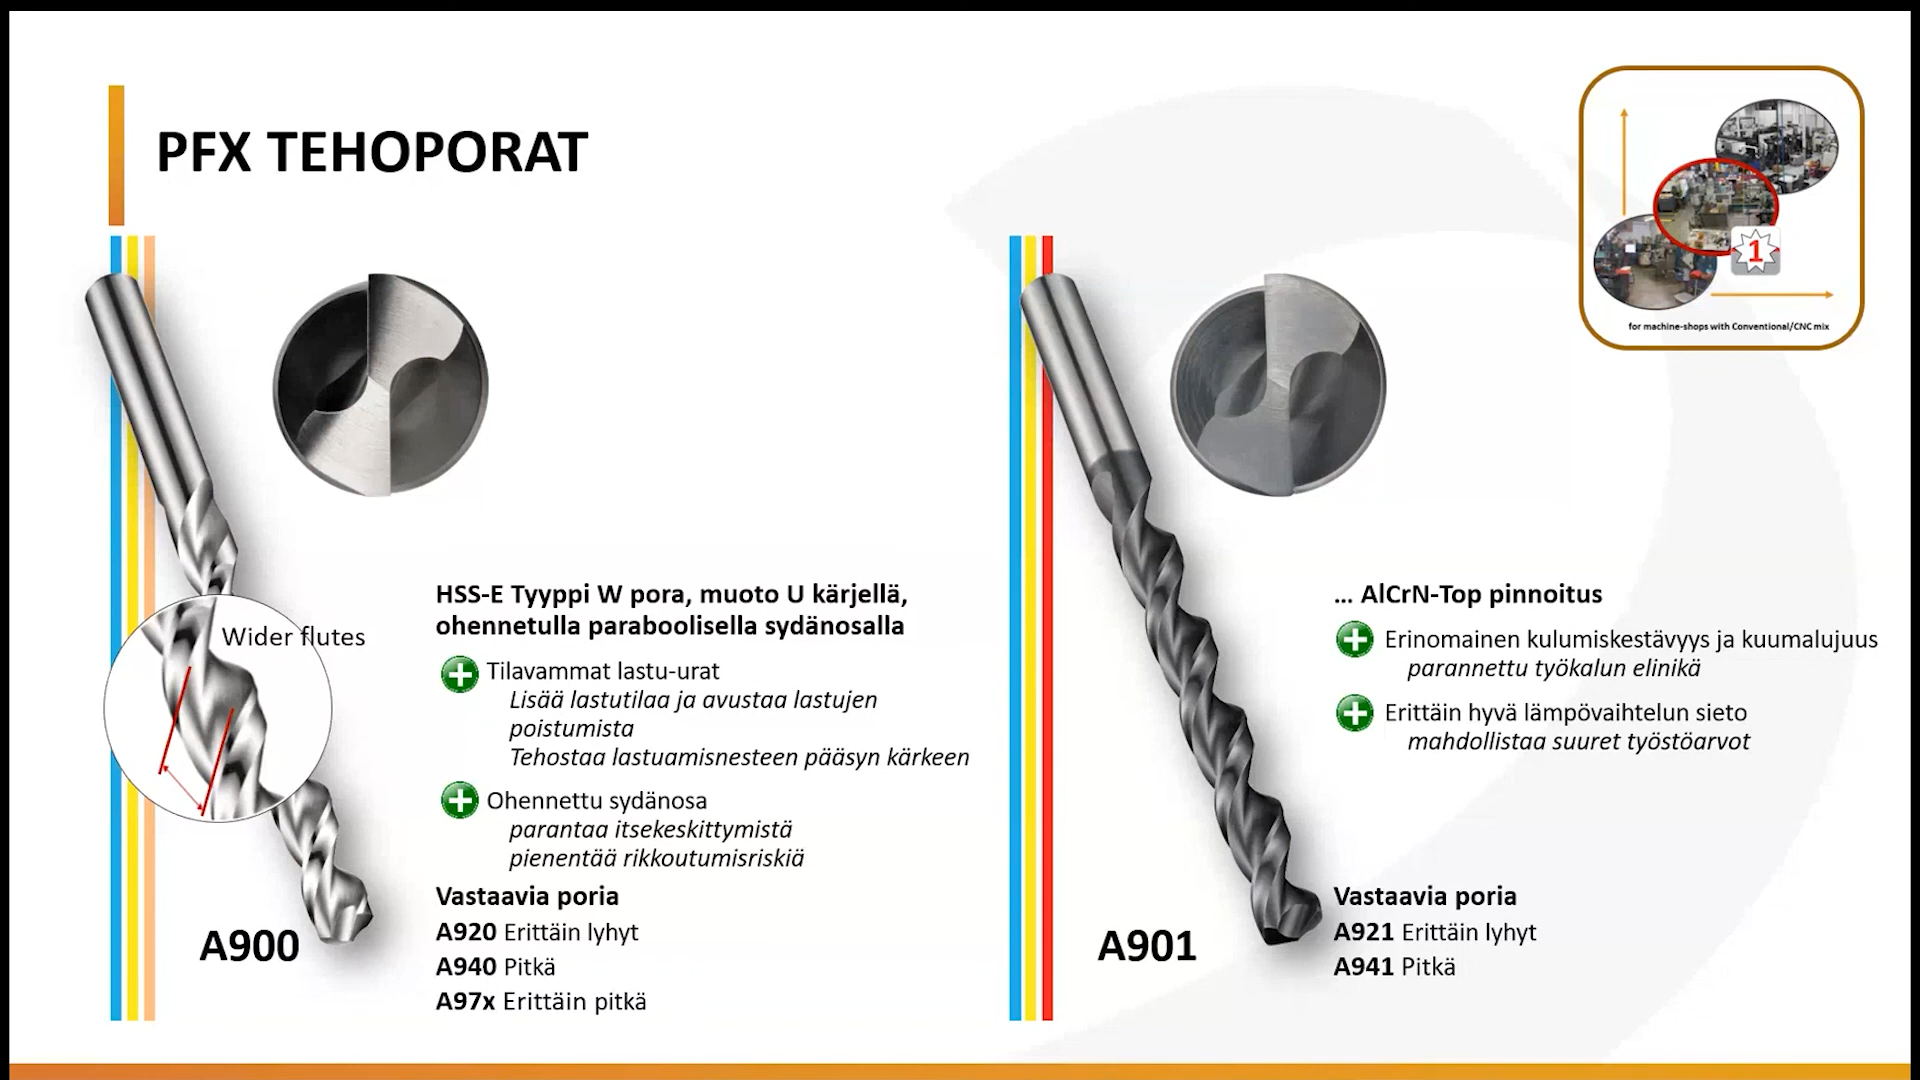 PFX TEHOPORAT
1
for machine-shops with Conventional/CNC mix
Wider flutes
HSS-E Tyyppi W pora, muoto U kärjellä,
ohennetulla paraboolisella sydänosalla
Tilavammat lastu-urat
Lisää lastutilaa ja avustaa lastujen
poistumista
Tehostaa lastuamisnesteen pääsyn kärkeen
Ohennettu sydänosa
parantaa itsekeskittymistä
pienentää rikkoutumisriskiä
Vastaavia poria
A920 Erittäin lyhyt
A940 Pitkä
A97x Erittäin pitkä
A900
... AlCrN-Top pinnoitus
Erinomainen kulumiskestävyys ja kuumalujuus
parannettu työkalun elinikä
Erittäin hyvä lämpövaihtelun sieto
mahdollistaa suuret työstöarvot
Vastaavia poria
A921 Erittäin lyhyt
A941 Pitkä
A901